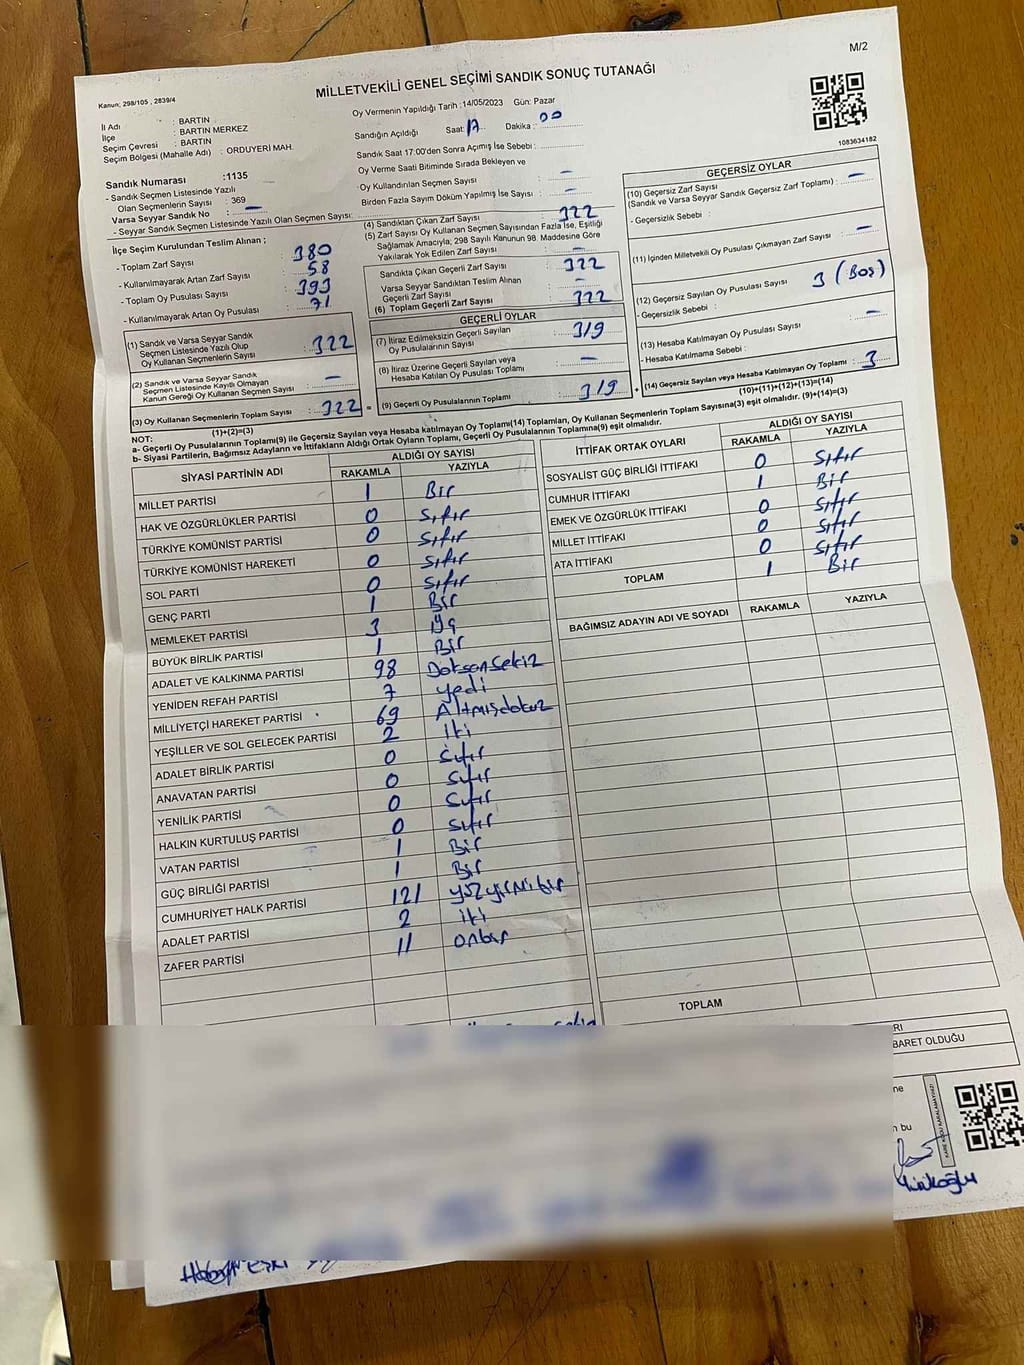 M/2
MİLLETVEKİLİ GENEL SEÇİMİ SANDIK SONUÇ TUTANAĞI
Kanun; 298/105 , 2839/4
Oy Vermenin Yapıldığı Tarih :14/05/2023 Gün: Pazar
İl Adı : BARTIN
İlçe : BARTIN MERKEZ
Seçim Çevresi : BARTIN
Seçim Bölgesi (Mahalle Adı) : ORDUYERİ MAH.
Sandığın Açıldığı Saat: 17 Dakika : 00
Sandık Saat 17:00'den Sonra Açımış İse Sebebi :
Oy Verme Saati Bitiminde Sırada Bekleyen ve
Oy Kullandırılan Seçmen Sayısı : –
Birden Fazla Sayım Döküm Yapılmış İse Sayısı : –
1083634182
Sandık Numarası :1135
- Sandık Seçmen Listesinde Yazılı
Olan Seçmenlerin Sayısı : 369
Varsa Seyyar Sandık No : –
- Seyyar Sandık Seçmen Listesinde Yazılı Olan Seçmen Sayısı:
İlçe Seçim Kurulundan Teslim Alınan ;
- Toplam Zarf Sayısı : 380
- Kullanılmayarak Artan Zarf Sayısı : 58
- Toplam Oy Pusulası Sayısı : 393
- Kullanılmayarak Artan Oy Pusulası : 71
(1) Sandık ve Varsa Seyyar Sandık
Seçmen Listesinde Yazılı Olup
Oy Kullanan Seçmenlerin Sayısı : 322
(2) Sandık ve Varsa Seyyar Sandık
Seçmen Listesinde Kayıtlı Olmayan
Kanun Gereği Oy Kullanan Seçmen Sayısı : –
(3) Oy Kullanan Seçmenlerin Toplam Sayısı : 322 =
(1)+(2)=(3)
(4) Sandıktan Çıkan Zarf Sayısı : 322
(5) Zarf Sayısı Oy Kullanan Seçmen Sayısından Fazla İse, Eşitliği
Sağlamak Amacıyla; 298 Sayılı Kanunun 98. Maddesine Göre
Yakılarak Yok Edilen Zarf Sayısı : –
Sandıkta Çıkan Geçerli Zarf Sayısı : 322
Varsa Seyyar Sandıktan Teslim Alınan
Geçerli Zarf Sayısı : –
(6) Toplam Geçerli Zarf Sayısı : 322
GEÇERLİ OYLAR
(7) İtiraz Edilmeksizin Geçerli Sayılan
Oy Pusulalarının Sayısı : 319
(8) İtiraz Üzerine Geçerli Sayılan veya
Hesaba Katılan Oy Pusulası Toplamı : –
(9) Geçerli Oy Pusulalarının Toplamı : 319 +
GEÇERSİZ OYLAR
(10) Geçersiz Zarf Sayısı
(Sandık ve Varsa Seyyar Sandık Geçersiz Zarf Toplamı) : –
- Geçersizlik Sebebi :
(11) İçinden Milletvekili Oy Pusulası Çıkmayan Zarf Sayısı : –
(12) Geçersiz Sayılan Oy Pusulası Sayısı : 3 (Boş)
- Geçersizlik Sebebi :
(13) Hesaba Katılmayan Oy Pusulası Sayısı : –
- Hesaba Katılmama Sebebi :
(14) Geçersiz Sayılan veya Hesaba Katılmayan Oy Toplamı : 3
(10)+(11)+(12)+(13)=(14)
NOT:
a- Geçerli Oy Pusulalarının Toplamı(9) ile Geçersiz Sayılan veya Hesaba katılmayan Oy Toplam(14) Toplamları, Oy Kullanan Seçmenlerin Toplam Sayısına(3) eşit olmalıdır. (9)+(14)=(3)
b- Siyasi Partilerin, Bağımsız Adayların ve İttifakların Aldığı Ortak Oyların Toplamı, Geçerli Oy Pusulalarının Toplamına(9) eşit olmalıdır.
SİYASİ PARTİNİN ADI ALDIĞI OY SAYISI
RAKAMLA YAZIYLA
MİLLET PARTİSİ 1 Bir
HAK VE ÖZGÜRLÜKLER PARTİSİ 0 Sıfır
TÜRKİYE KOMÜNİST PARTİSİ 0 Sıfır
TÜRKİYE KOMÜNİST HAREKETİ 0 Sıfır
SOL PARTİ 0 Sıfır
GENÇ PARTİ 1 Bir
MEMLEKET PARTİSİ 3 Üç
BÜYÜK BİRLİK PARTİSİ 1 Bir
ADALET VE KALKINMA PARTİSİ 98 Doksansekiz
YENİDEN REFAH PARTİSİ 7 yedi
MİLLİYETÇİ HAREKET PARTİSİ 69 Altmışdokuz
YEŞİLLER VE SOL GELECEK PARTİSİ 2 iki
ADALET BİRLİK PARTİSİ 0 Sıfır
ANAVATAN PARTİSİ 0 Sıfır
YENİLİK PARTİSİ 0 Sıfır
HALKIN KURTULUŞ PARTİSİ 0 Sıfır
VATAN PARTİSİ 1 Bir
GÜÇ BİRLİĞİ PARTİSİ 1 Bir
CUMHURİYET HALK PARTİSİ 121 yüzyirmibir
ADALET PARTİSİ 2 iki
ZAFER PARTİSİ 11 onbir
İTTİFAK ORTAK OYLARI ALDIĞI OY SAYISI
RAKAMLA YAZIYLA
SOSYALİST GÜÇ BİRLİĞİ İTTİFAKI 0 Sıfır
CUMHUR İTTİFAKI 1 Bir
EMEK VE ÖZGÜRLÜK İTTİFAKI 0 Sıfır
MİLLET İTTİFAKI 0 Sıfır
ATA İTTİFAKI 0 Sıfır
TOPLAM 1 Bir
BAĞIMSIZ ADAYIN ADI VE SOYADI RAKAMLA YAZIYLA
TOPLAM
RI
BARET OLDUĞU
ne
n bu